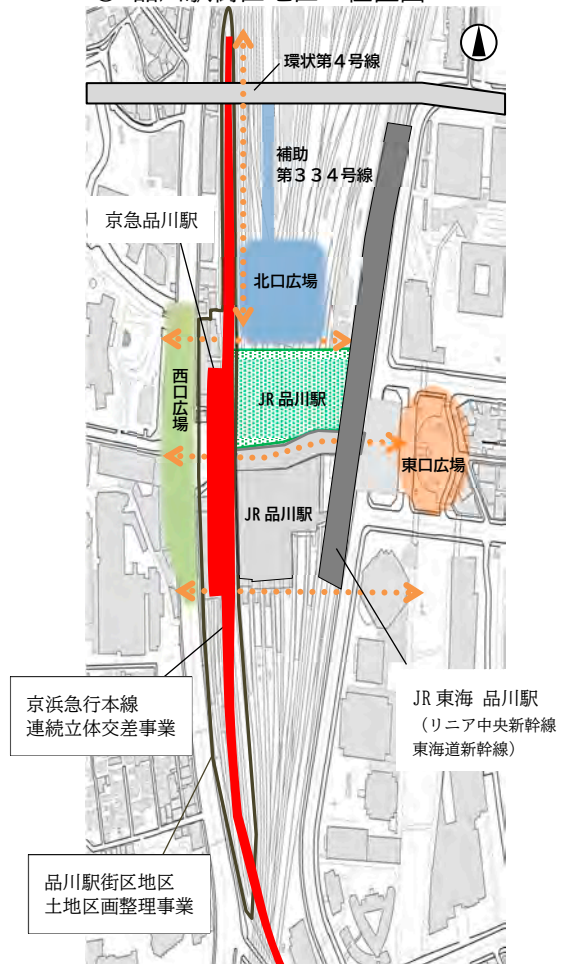 環状第4号線
補助
第334号線
京急品川駅
北口広場
西口広場
JR 品川駅
東口広場
JR 品川駅
京浜急行本線
連続立体交差事業
JR 東海 品川駅
(リニア中央新幹線
東海道新幹線)
品川駅街区地区
土地区画整理事業